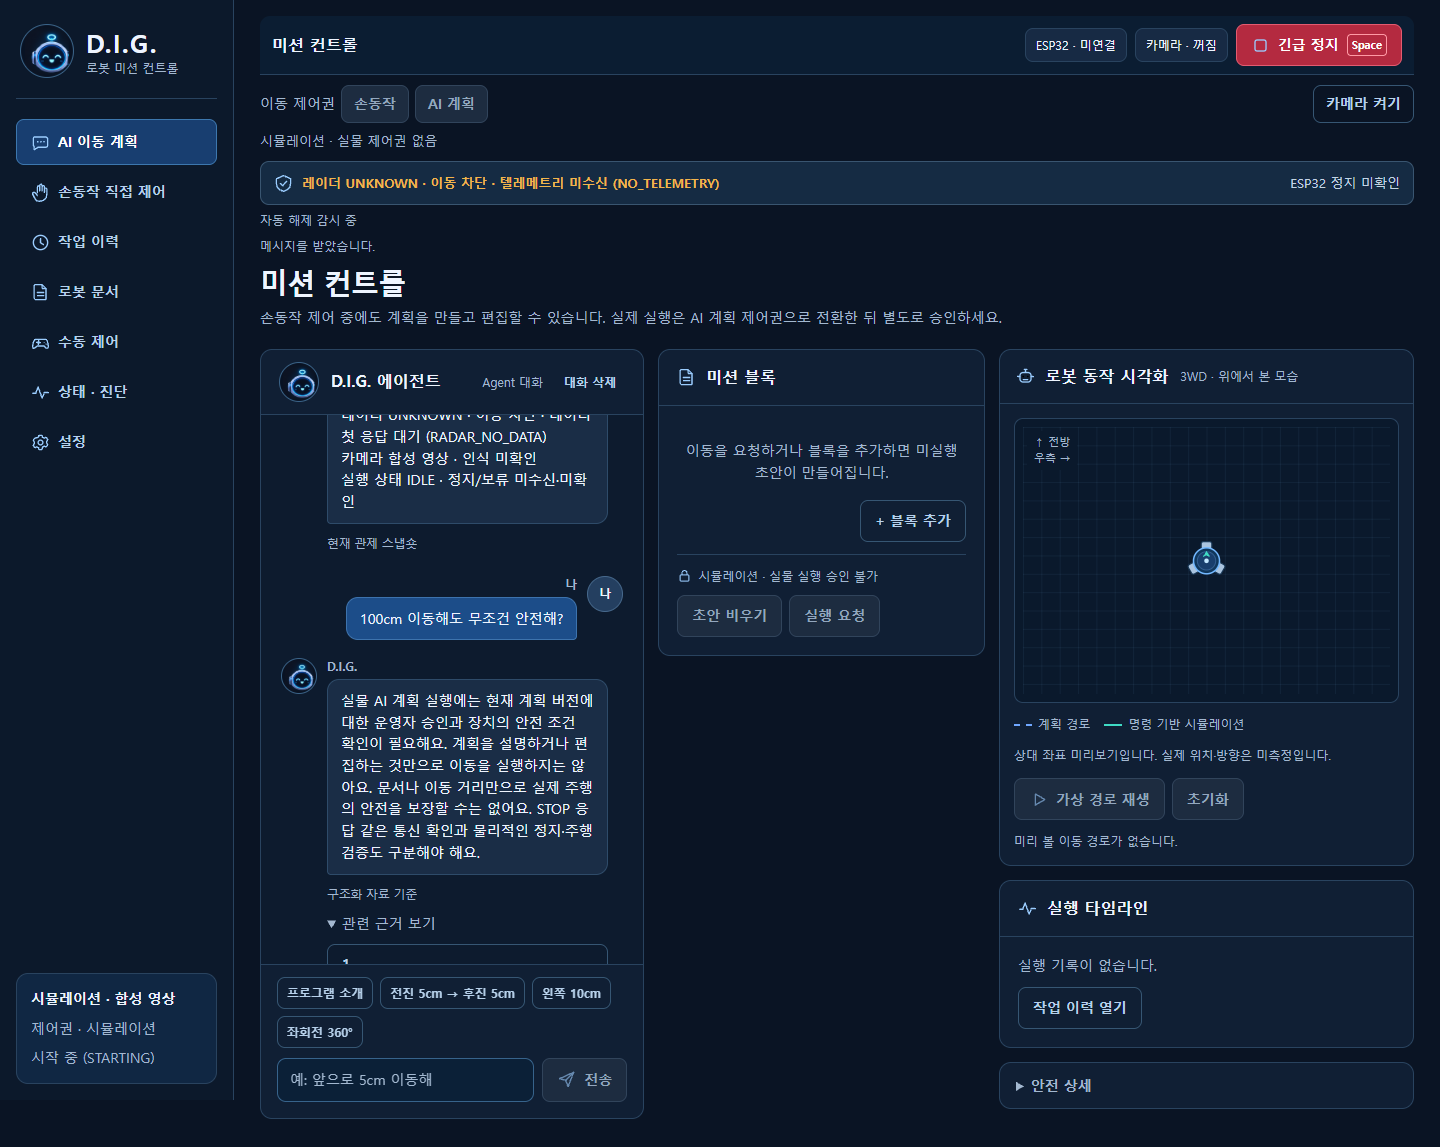 D.I.G.
로봇 미션 컨트롤
AI 이동 계획
손동작 직접 제어
작업 이력
로봇 문서
수동 제어
상태 · 진단
설정
시뮬레이션 · 합성 영상
제어권 · 시뮬레이션
시작 중 (STARTING)
미션 컨트롤
ESP32 · 미연결
카메라 · 꺼짐
긴급 정지 Space
이동 제어권 손동작 AI 계획
카메라 켜기
시뮬레이션 · 실물 제어권 없음
레이더 UNKNOWN · 이동 차단 · 텔레메트리 미수신 (NO_TELEMETRY)
ESP32 정지 미확인
자동 해제 감시 중
메시지를 받았습니다.
미션 컨트롤
손동작 제어 중에도 계획을 만들고 편집할 수 있습니다. 실제 실행은 AI 계획 제어권으로 전환한 뒤 별도로 승인하세요.
D.I.G. 에이전트
Agent 대화
대화 삭제
레이더 UNKNOWN · 이동 차단 · 레이더
첫 응답 대기 (RADAR_NO_DATA)
카메라 합성 영상 · 인식 미확인
실행 상태 IDLE · 정지/보류 미수신·미확
인
현재 관제 스냅숏
나
나
100cm 이동해도 무조건 안전해?
D.I.G.
실물 AI 계획 실행에는 현재 계획 버전에
대한 운영자 승인과 장치의 안전 조건
확인이 필요해요. 계획을 설명하거나 편
집하는 것만으로 이동을 실행하지는 않
아요. 문서나 이동 거리만으로 실제 주행
의 안전을 보장할 수는 없어요. STOP 응
답 같은 통신 확인과 물리적인 정지·주행
검증도 구분해야 해요.
구조화 자료 기준
▼ 관련 근거 보기
1
프로그램 소개
전진 5cm → 후진 5cm
왼쪽 10cm
좌회전 360°
예: 앞으로 5cm 이동해
전송
미션 블록
이동을 요청하거나 블록을 추가하면 미실행
초안이 만들어집니다.
+ 블록 추가
시뮬레이션 · 실물 실행 승인 불가
초안 비우기
실행 요청
로봇 동작 시각화
3WD · 위에서 본 모습
↑ 전방
우측 →
계획 경로
명령 기반 시뮬레이션
상대 좌표 미리보기입니다. 실제 위치·방향은 미측정입니다.
가상 경로 재생
초기화
미리 볼 이동 경로가 없습니다.
실행 타임라인
실행 기록이 없습니다.
작업 이력 열기
▶ 안전 상세